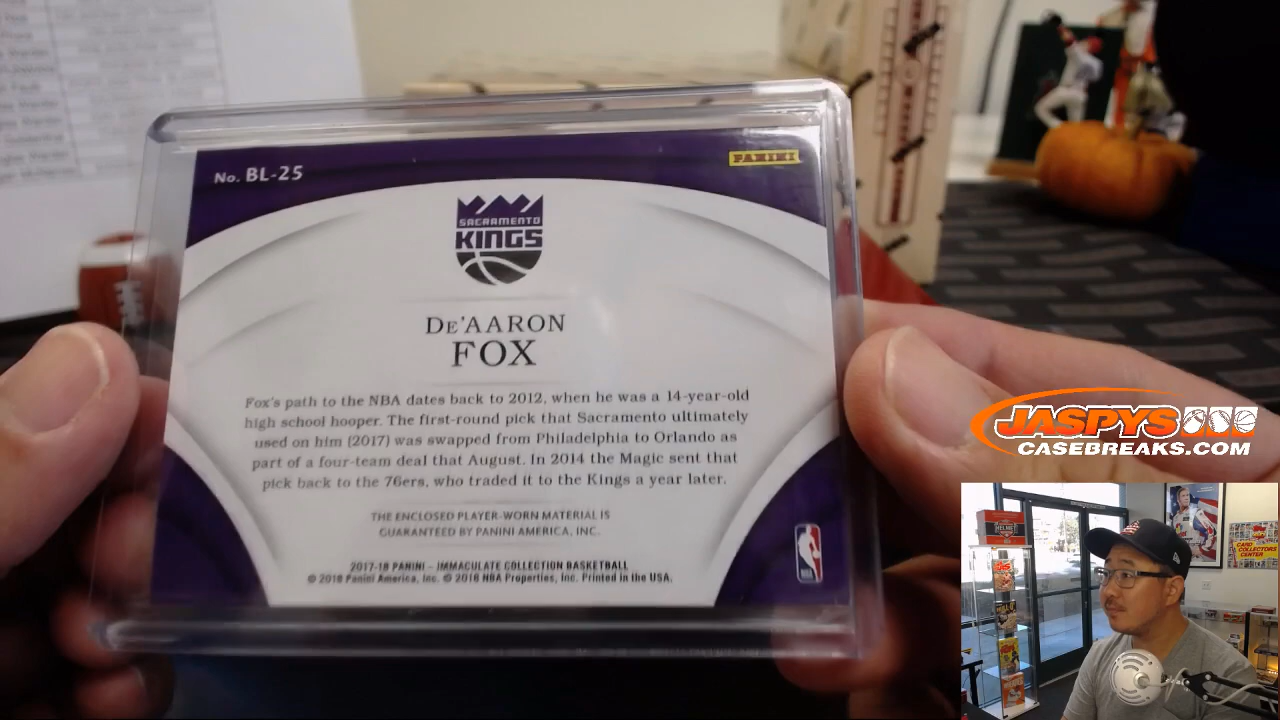 No. BL-25
PANINI
SACRAMENTO
KINGS
De'AARON
FOX
Fox's path to the NBA dates back to 2012, when he was a 14-year-old
high school hooper. The first-round pick that Sacramento ultimately
used on him (2017) was swapped from Philadelphia to Orlando as
part of a four-team deal that August. In 2014 the Magic sent that
pick back to the 76ers, who traded it to the Kings a year later.
THE ENCLOSED PLAYER-WORN MATERIAL IS
GUARANTEED BY PANINI AMERICA, INC.
2017-18 PANINI - IMMACULATE COLLECTION BASKETBALL
© 2018 Panini America, Inc. © 2018 NBA Properties, Inc. Printed in the USA.
NBA
JASPYS
CASEBREAKS.COM
CARD
COLLECTORS
CENTER